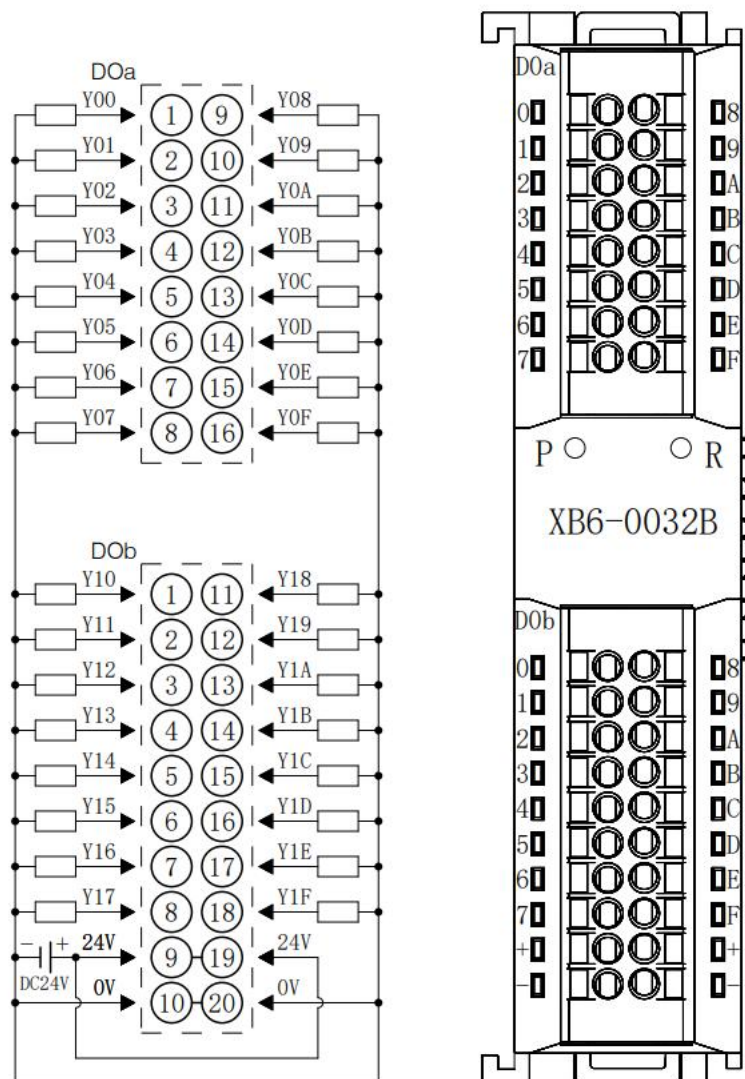 DOa
Y00 1 9 Y08
Y01 2 10 Y09
Y02 3 11 Y0A
Y03 4 12 Y0B
Y04 5 13 Y0C
Y05 6 14 Y0D
Y06 7 15 Y0E
Y07 8 16 Y0F
DOb
Y10 1 11 Y18
Y11 2 12 Y19
Y12 3 13 Y1A
Y13 4 14 Y1B
Y14 5 15 Y1C
Y15 6 16 Y1D
Y16 7 17 Y1E
Y17 8 18 Y1F
- + 24V 9 19 24V
DC24V 0V 10 20 0V
DOa
0 8
1 9
2 A
3 B
4 C
5 D
6 E
7 F
P R
XB6-0032B
DOb
0 8
1 9
2 A
3 B
4 C
5 D
6 E
7 F
+ +
- -